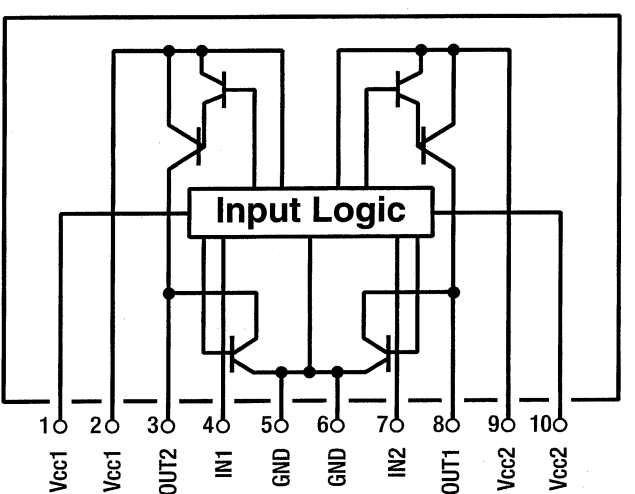 Input Logic
1 2 3 4 5 6 7 8 9 10
Vcc1
Vcc1
OUT2
IN1
GND
GND
IN2
OUT1
Vcc2
Vcc2